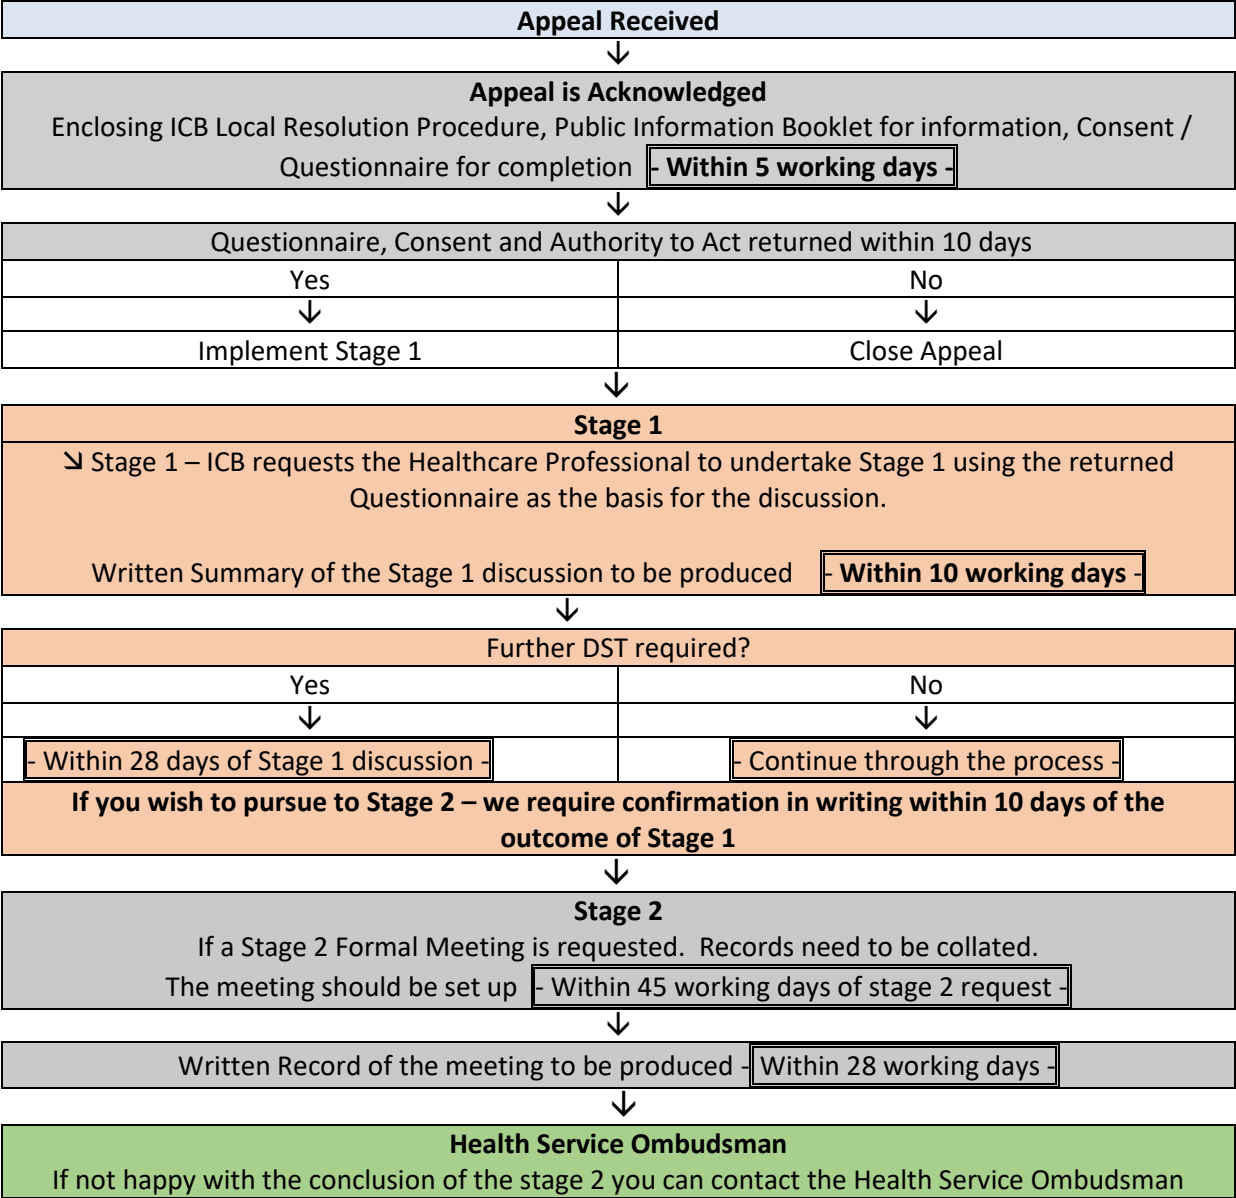 Appeal Received
↓
Appeal is Acknowledged
Enclosing ICB Local Resolution Procedure, Public Information Booklet for information, Consent /
Questionnaire for completion - Within 5 working days -
↓
Questionnaire, Consent and Authority to Act returned within 10 days
Yes No
↓ ↓
Implement Stage 1 Close Appeal
↓
Stage 1
↘ Stage 1 – ICB requests the Healthcare Professional to undertake Stage 1 using the returned
Questionnaire as the basis for the discussion.
Written Summary of the Stage 1 discussion to be produced - Within 10 working days -
↓
Further DST required?
Yes No
↓ ↓
- Within 28 days of Stage 1 discussion - - Continue through the process -
If you wish to pursue to Stage 2 – we require confirmation in writing within 10 days of the
outcome of Stage 1
↓
Stage 2
If a Stage 2 Formal Meeting is requested. Records need to be collated.
The meeting should be set up - Within 45 working days of stage 2 request -
↓
Written Record of the meeting to be produced - Within 28 working days -
↓
Health Service Ombudsman
If not happy with the conclusion of the stage 2 you can contact the Health Service Ombudsman